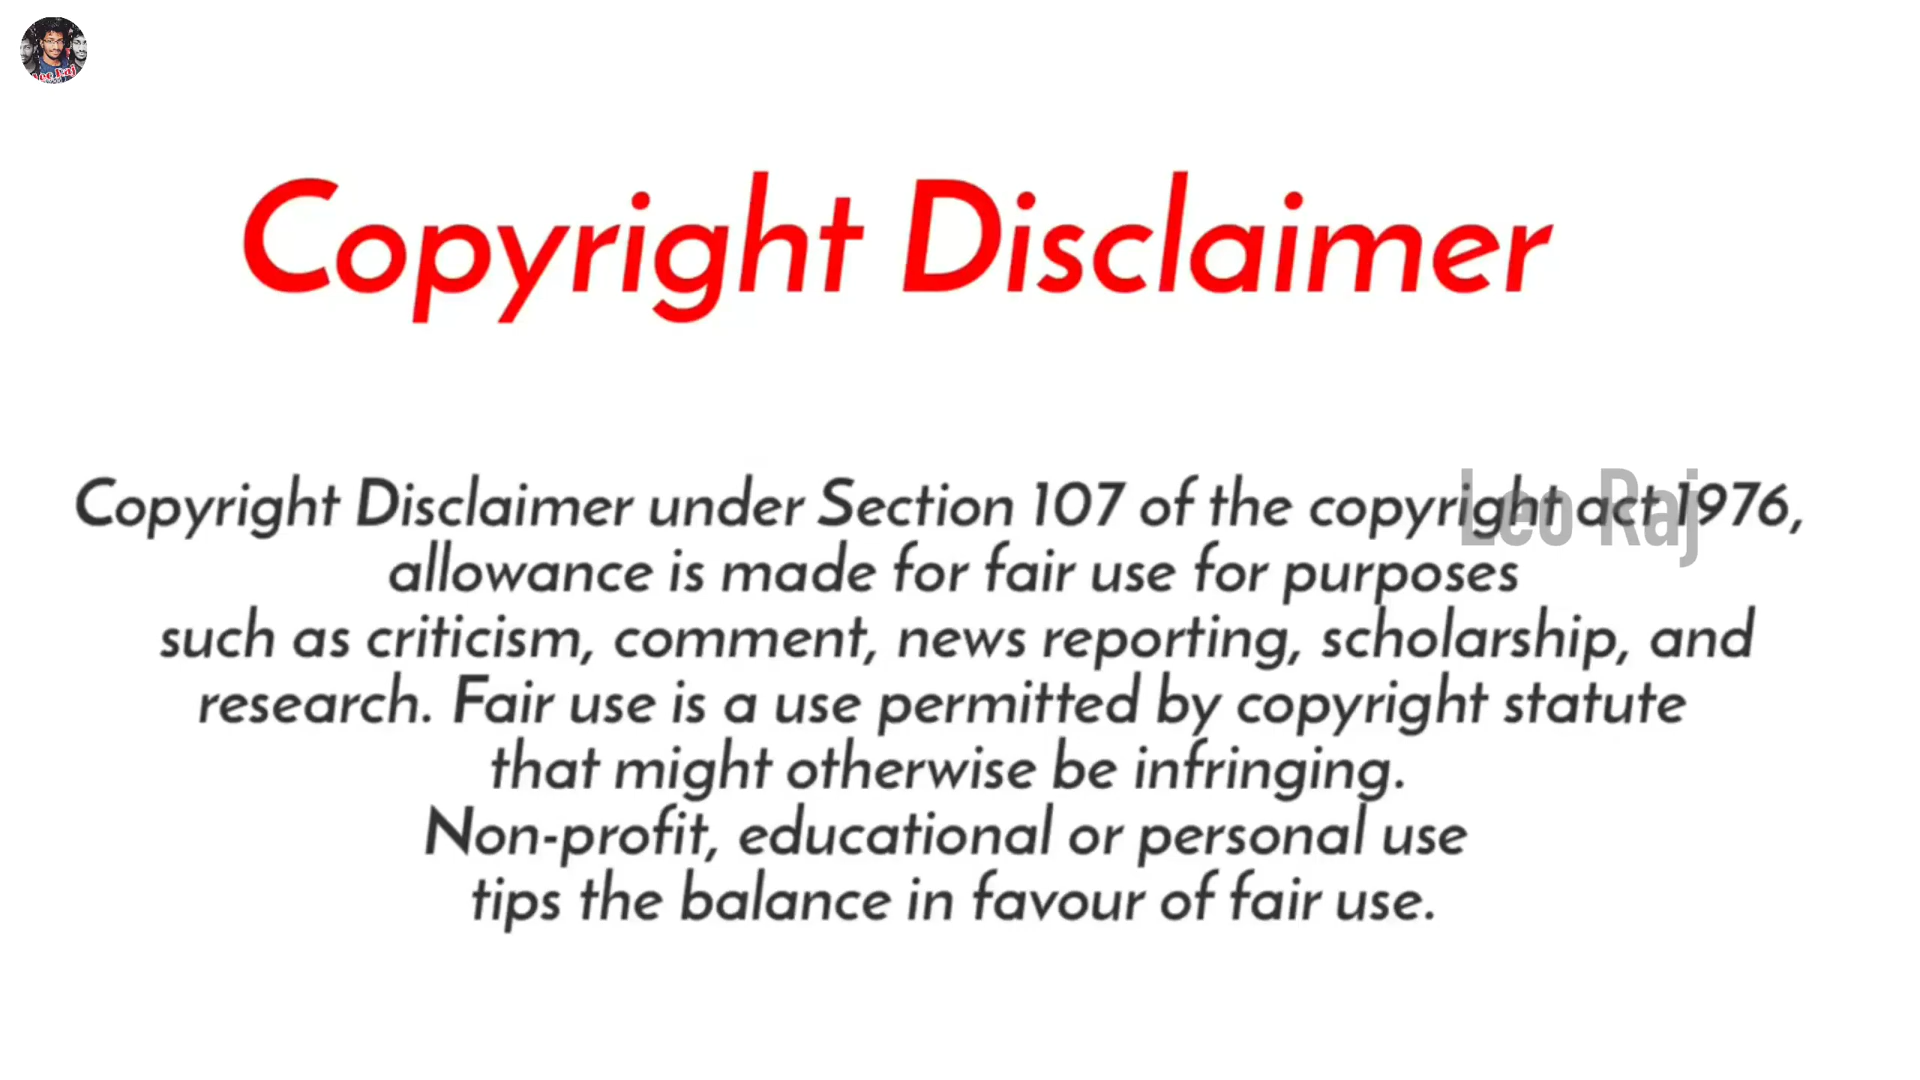 Leo Raj
Copyright Disclaimer
Copyright Disclaimer under Section 107 of the copyright act 1976,
Leo Raj
allowance is made for fair use for purposes
such as criticism, comment, news reporting, scholarship, and
research. Fair use is a use permitted by copyright statute
that might otherwise be infringing.
Non-profit, educational or personal use
tips the balance in favour of fair use.